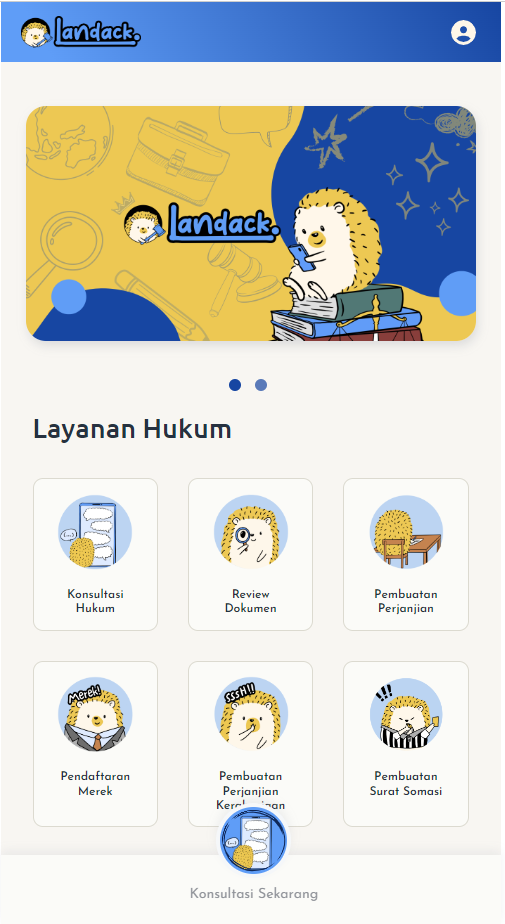 Landack.
Landack.
Layanan Hukum
Konsultasi
Hukum
Review
Dokumen
Pembuatan
Perjanjian
Merek!
Pendaftaran
Merek
SSSH!!
Pembuatan
Perjanjian
!!!
Pembuatan
Surat Somasi
Konsultasi Sekarang